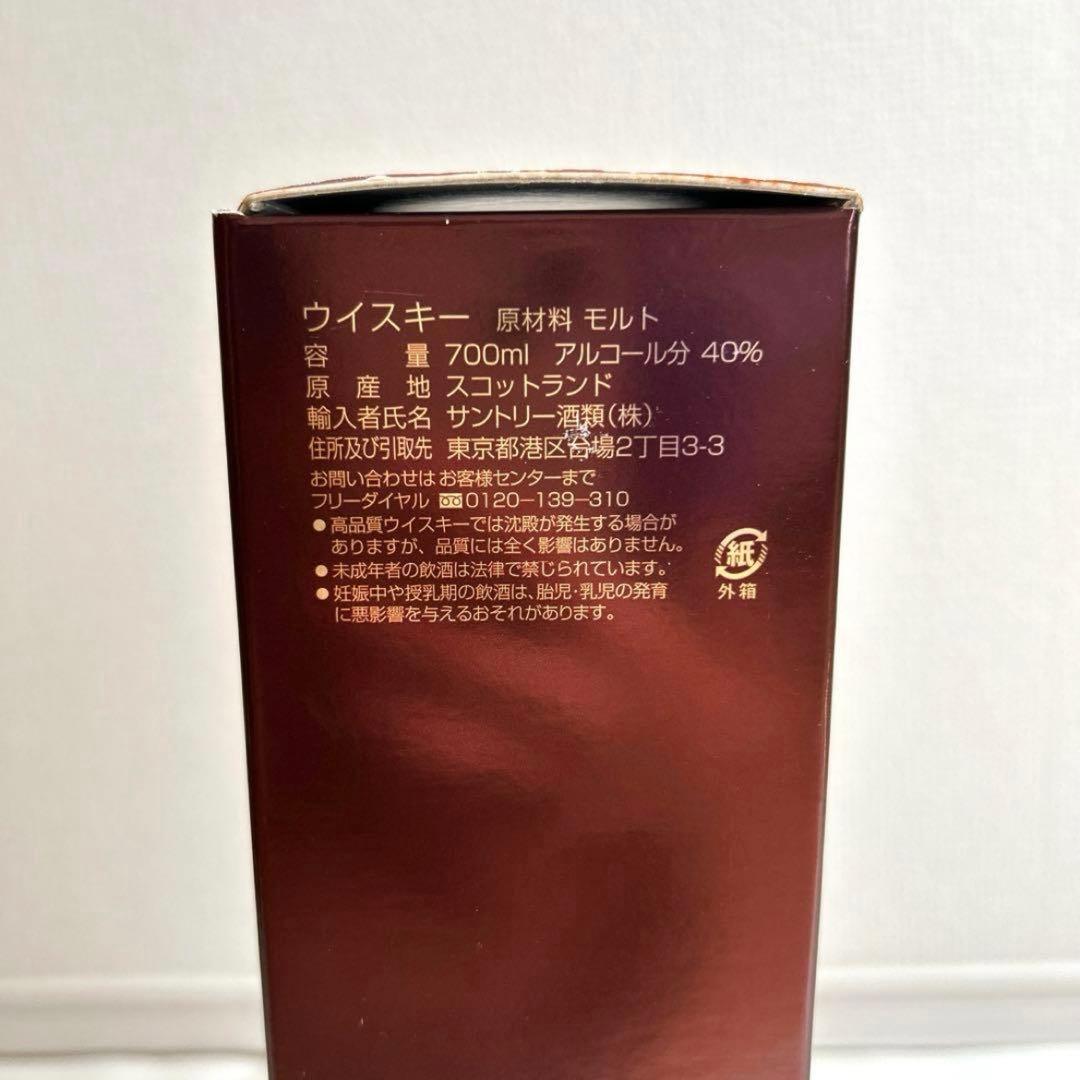 ウイスキー 原材料 モルト
容量 700ml アルコール分 40%
原産地 スコットランド
輸入者氏名 サントリー酒類(株)
住所及び引取先 東京都港区台場2丁目3-3
お問い合わせは お客様センターまで
フリーダイヤル 0120-139-310
●高品質ウイスキーでは沈殿が発生する場合が
ありますが、品質には全く影響はありません。
●未成年者の飲酒は法律で禁じられています。
●妊娠中や授乳期の飲酒は、胎児・乳児の発育
に悪影響を与えるおそれがあります。
紙
外箱